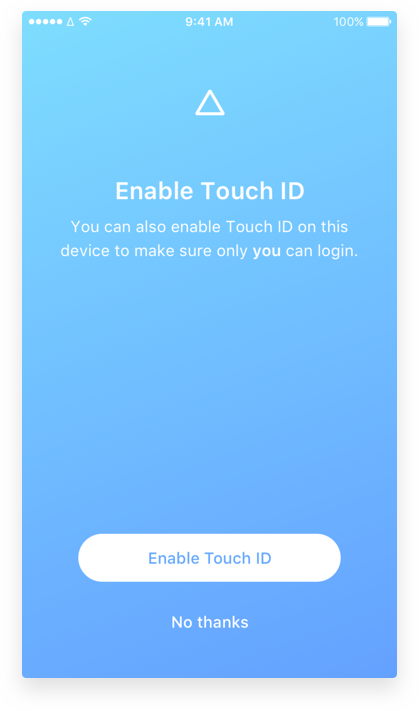 9:41 AM 100%
Enable Touch ID
You can also enable Touch ID on this
device to make sure only you can login.
Enable Touch ID
No thanks